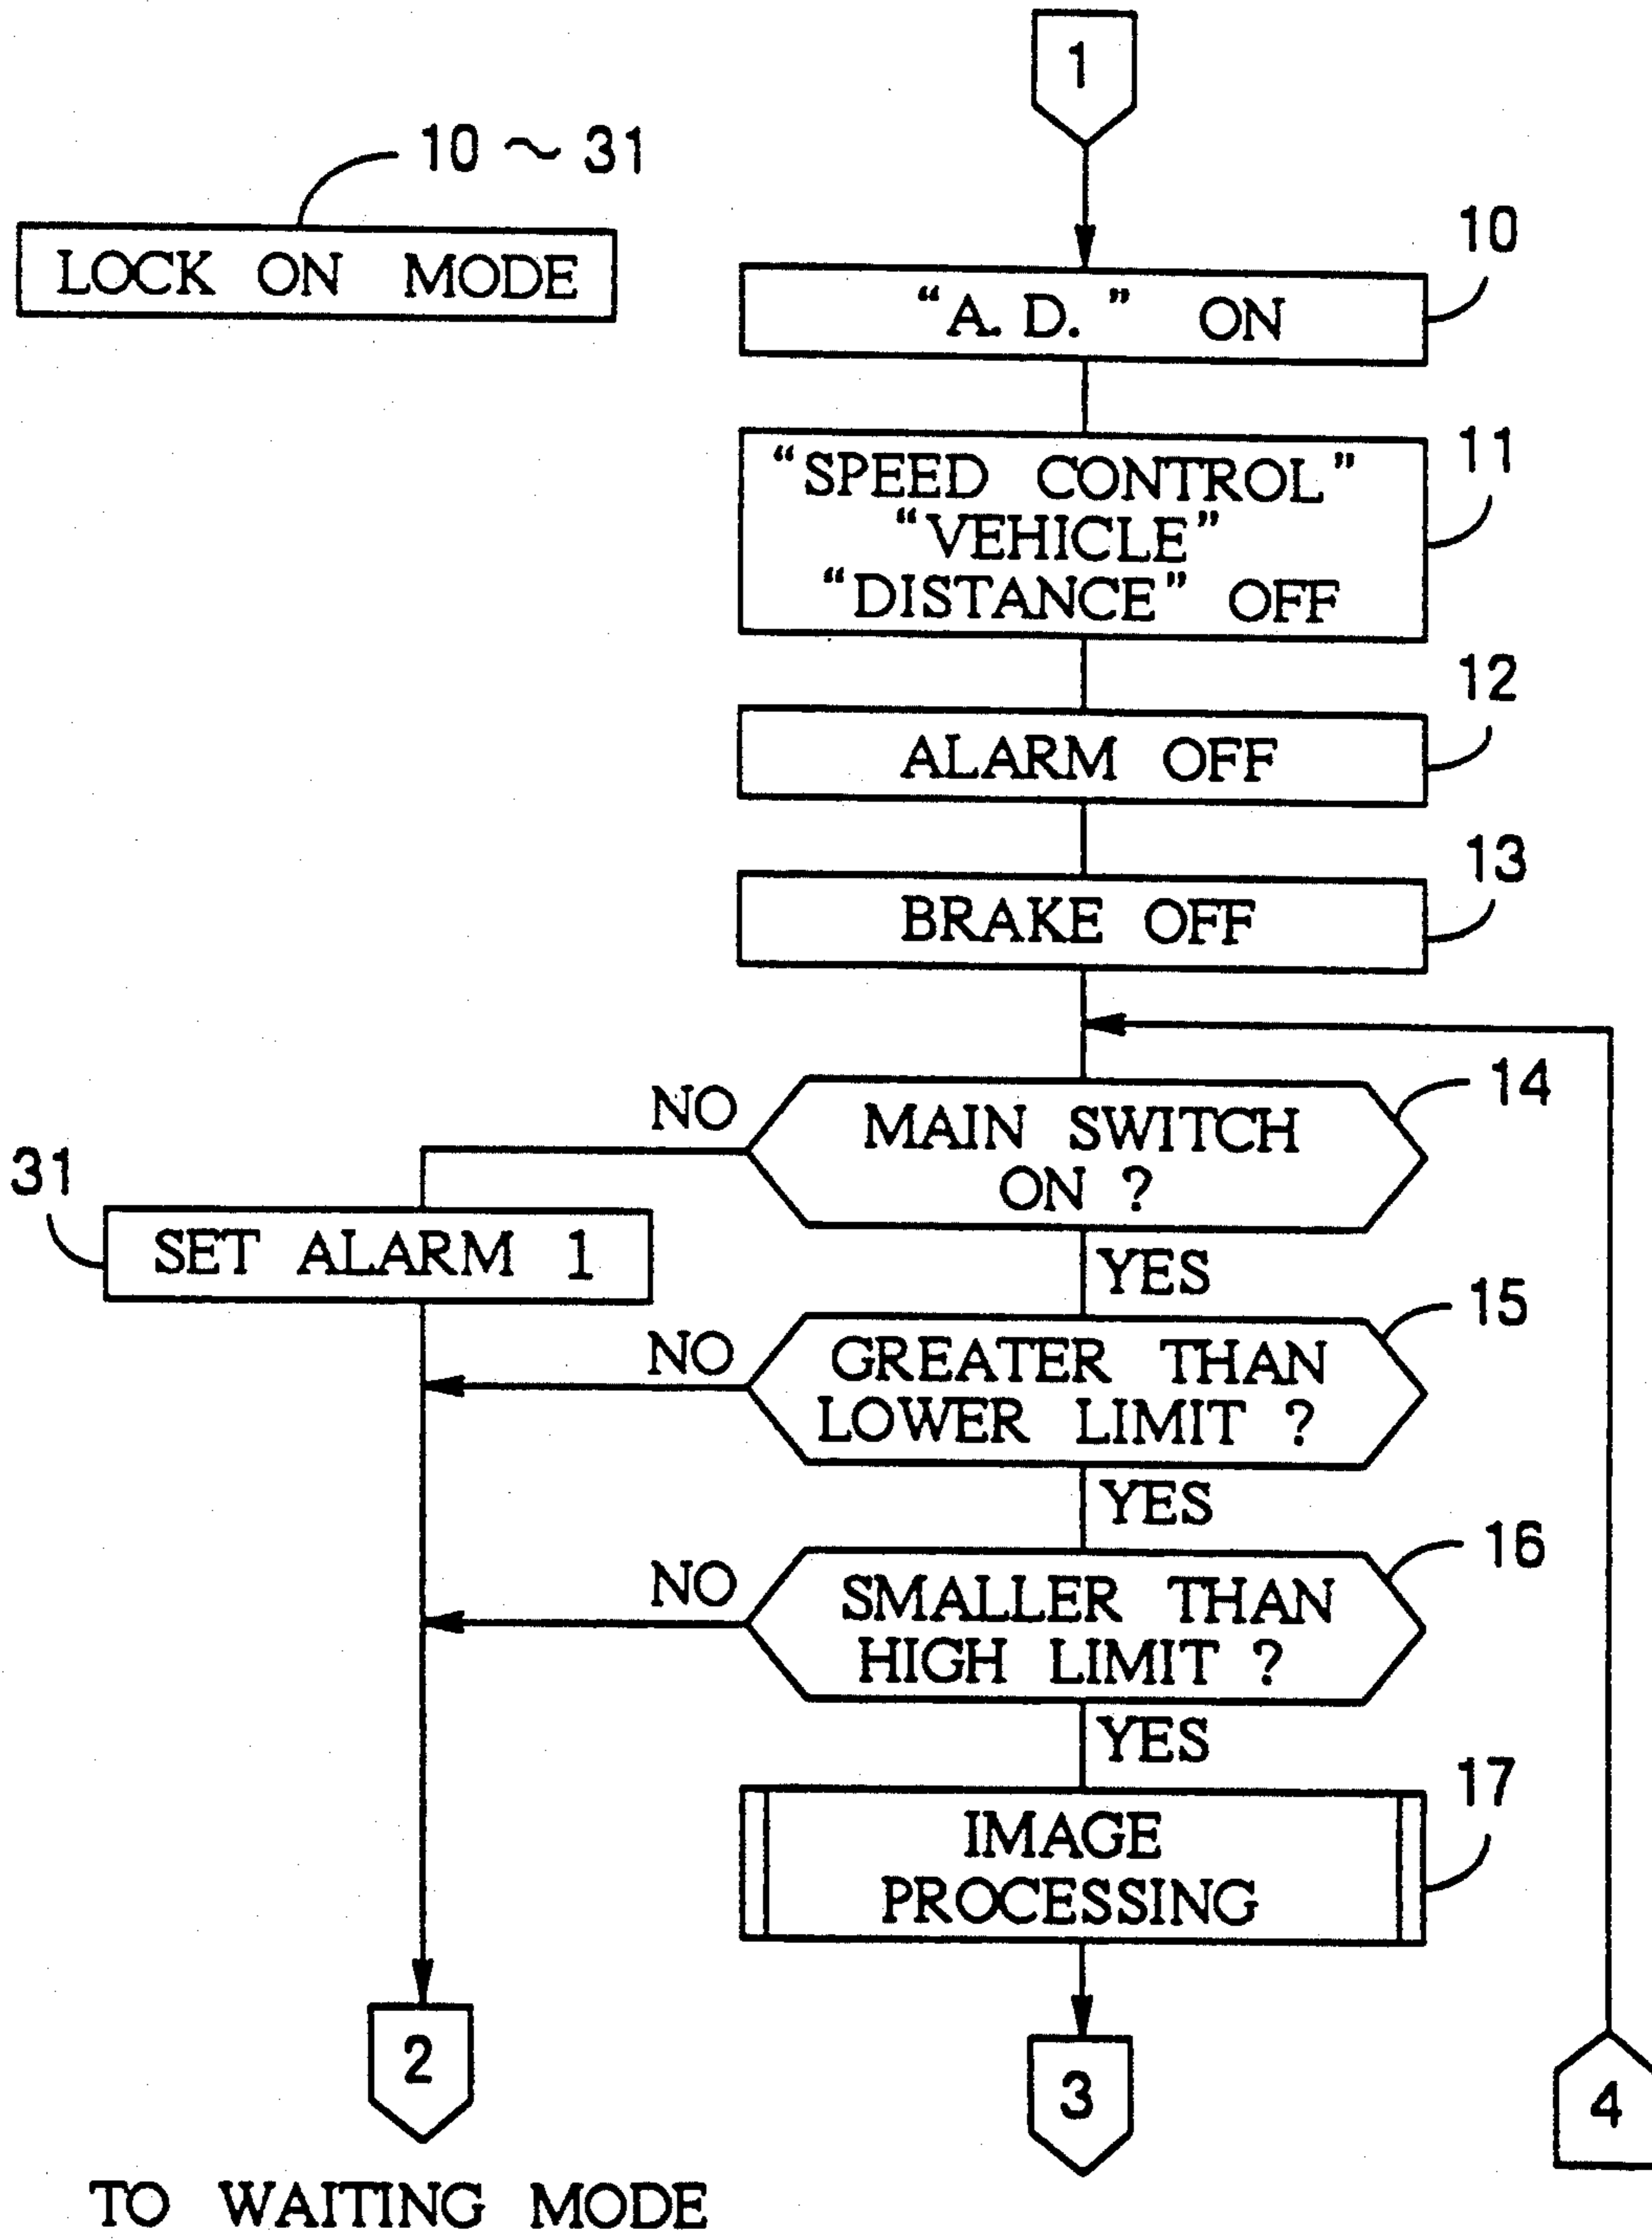 1
10 ~ 31
LOCK ON MODE
10
“A. D. ” ON
11
“SPEED CONTROL”
“VEHICLE”
“DISTANCE” OFF
12
ALARM OFF
13
BRAKE OFF
14
NO
MAIN SWITCH
ON ?
31
SET ALARM 1
YES
15
NO
GREATER THAN
LOWER LIMIT ?
YES
16
NO
SMALLER THAN
HIGH LIMIT ?
YES
17
IMAGE
PROCESSING
2
3
4
TO WAITING MODE